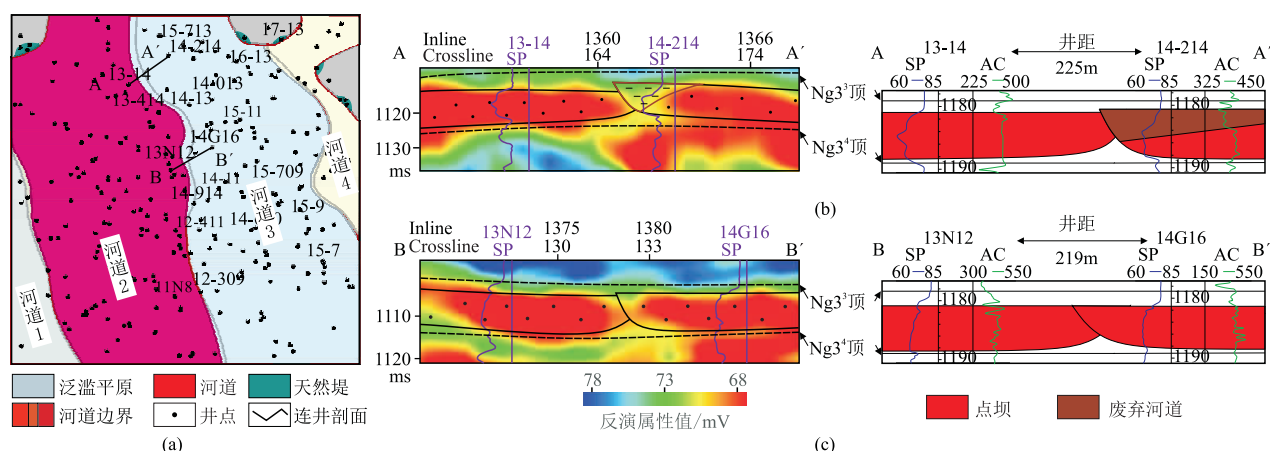 15-713
17-13
A′
14-214
16-13
13-14
A
14-013
13-414
14-13
15-11
14G16
13N12
B′
B
14-11
15-709
14-914
12-411
15-9
15-7
12-309
11N8
河道1
河道2
河道3
河道4
泛滥平原
河道
天然堤
河道边界
井点
连井剖面
(a)
A
Inline
Crossline
13-14
SP
1360
164
14-214
SP
1366
174
A′
1120
1130
ms
Ng3³顶
Ng3⁴顶
A
13-14
井距
225m
14-214
A′
SP
60—85
AC
225—500
SP
60—85
AC
325—450
1180
1190
1180
1190
(b)
B
Inline
Crossline
13N12
SP
1375
130
1380
133
14G16
SP
B′
1110
1120
ms
Ng3³顶
Ng3⁴顶
78
73
68
反演属性值/mV
B
13N12
井距
219m
14G16
B′
SP
60—85
AC
300—550
SP
60—85
AC
150—550
1180
1190
1180
1190
点坝
废弃河道
(c)